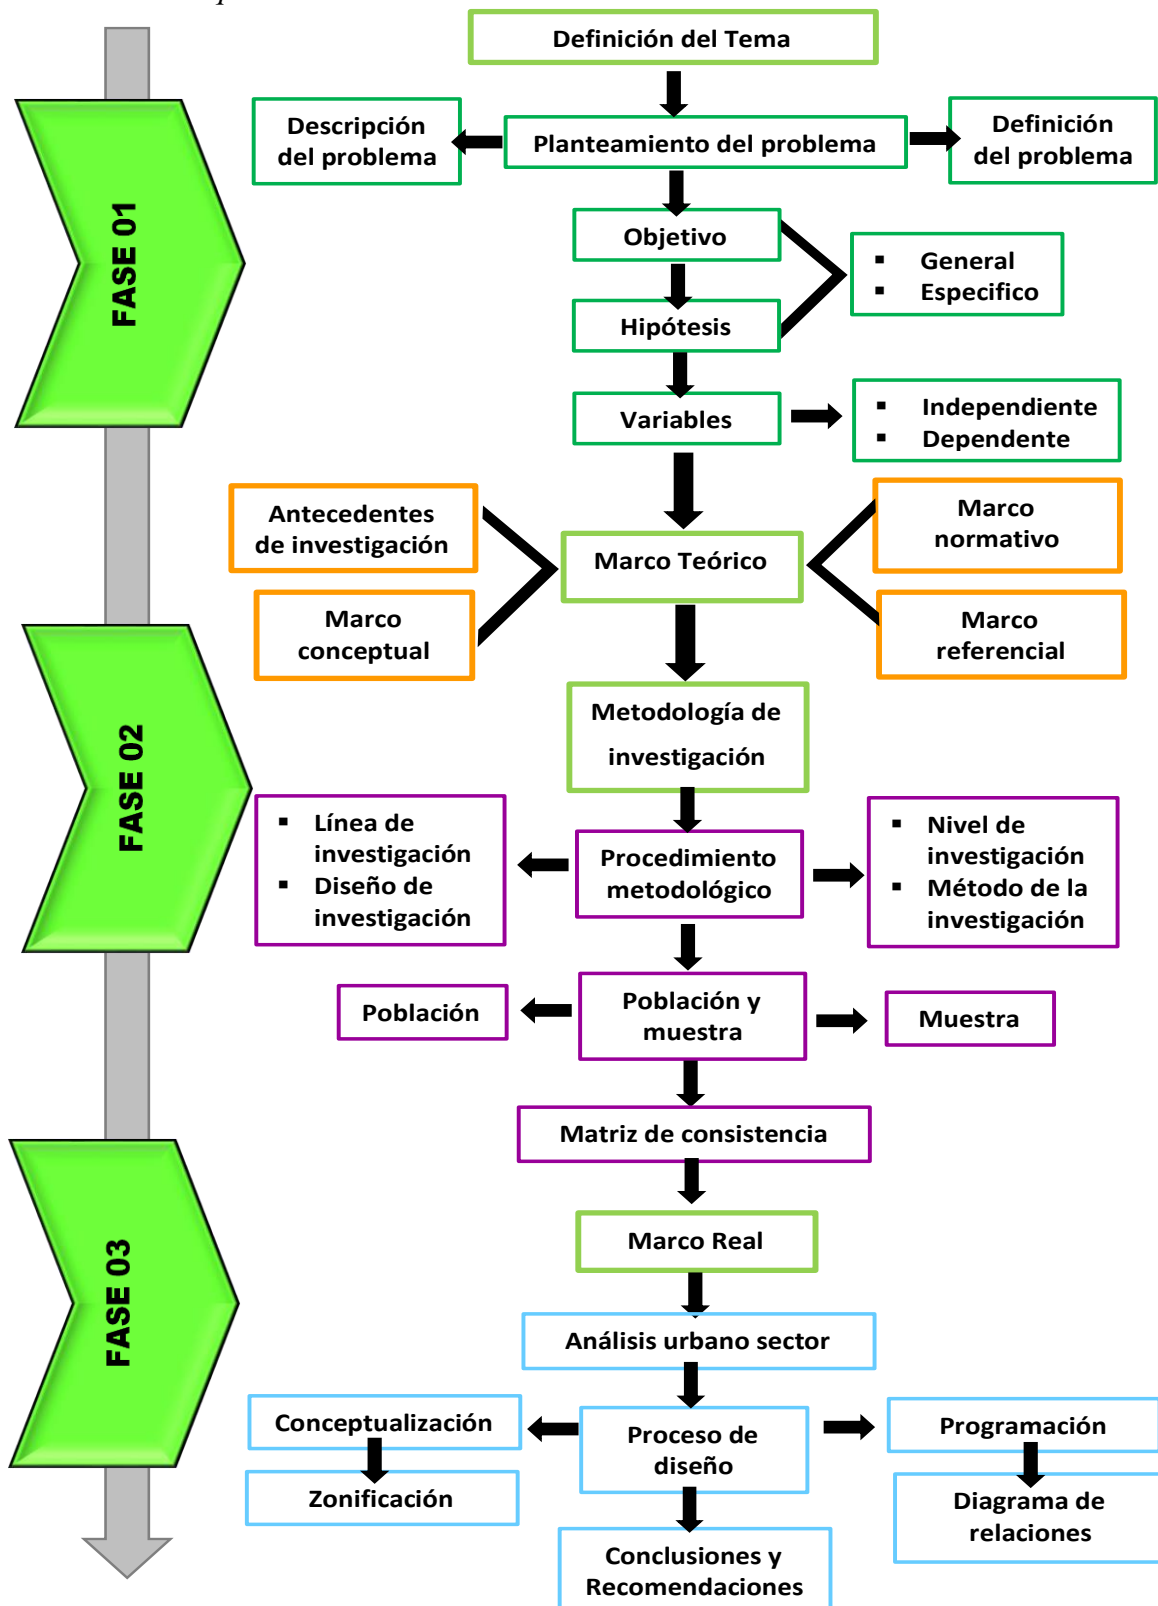 Definición del Tema
FASE 01
Descripción
del problema
Planteamiento del problema
Definición
del problema
Objetivo
▪ General
▪ Especifico
Hipótesis
Variables
▪ Independiente
▪ Dependente
Antecedentes
de investigación
Marco
normativo
Marco Teórico
Marco
conceptual
Marco
referencial
FASE 02
Metodología de
investigación
▪ Línea de
investigación
▪ Diseño de
investigación
Procedimiento
metodológico
▪ Nivel de
investigación
▪ Método de la
investigación
Población
Población y
muestra
Muestra
Matriz de consistencia
FASE 03
Marco Real
Análisis urbano sector
Conceptualización
Proceso de
diseño
Programación
Zonificación
Diagrama de
relaciones
Conclusiones y
Recomendaciones